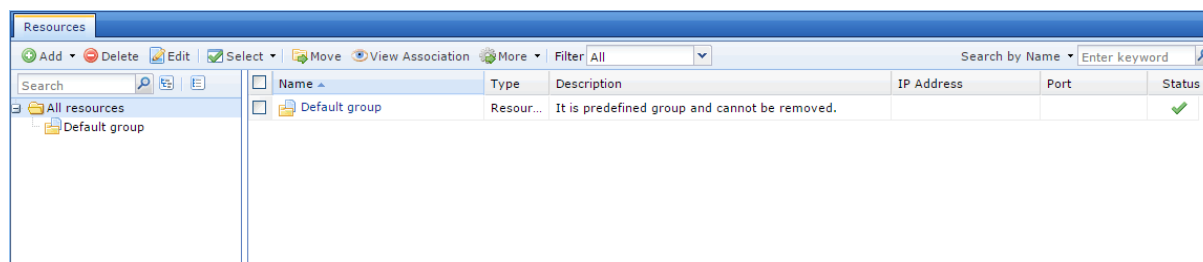 Resources
Add Delete Edit Select Move View Association More Filter All Search by Name Enter keyword
Search
All resources
Default group
Name Type Description IP Address Port Status
Default group Resour... It is predefined group and cannot be removed.